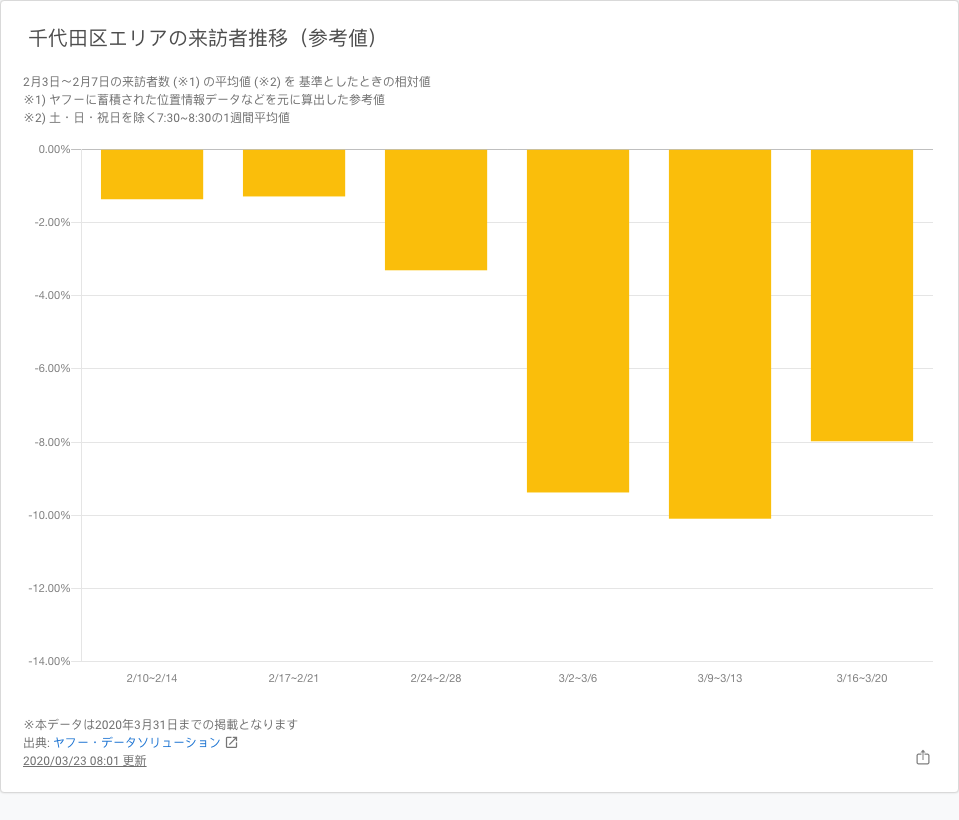 千代田区エリアの来訪者推移（参考値）
2月3日～2月7日の来訪者数 (※1) の平均値 (※2) を 基準としたときの相対値
※1) ヤフーに蓄積された位置情報データなどを元に算出した参考値
※2) 土・日・祝日を除く7:30~8:30の1週間平均値
0.00%
-2.00%
-4.00%
-6.00%
-8.00%
-10.00%
-12.00%
-14.00%
2/10~2/14
2/17~2/21
2/24~2/28
3/2~3/6
3/9~3/13
3/16~3/20
※本データは2020年3月31日までの掲載となります
出典: ヤフー・データソリューション
2020/03/23 08:01 更新